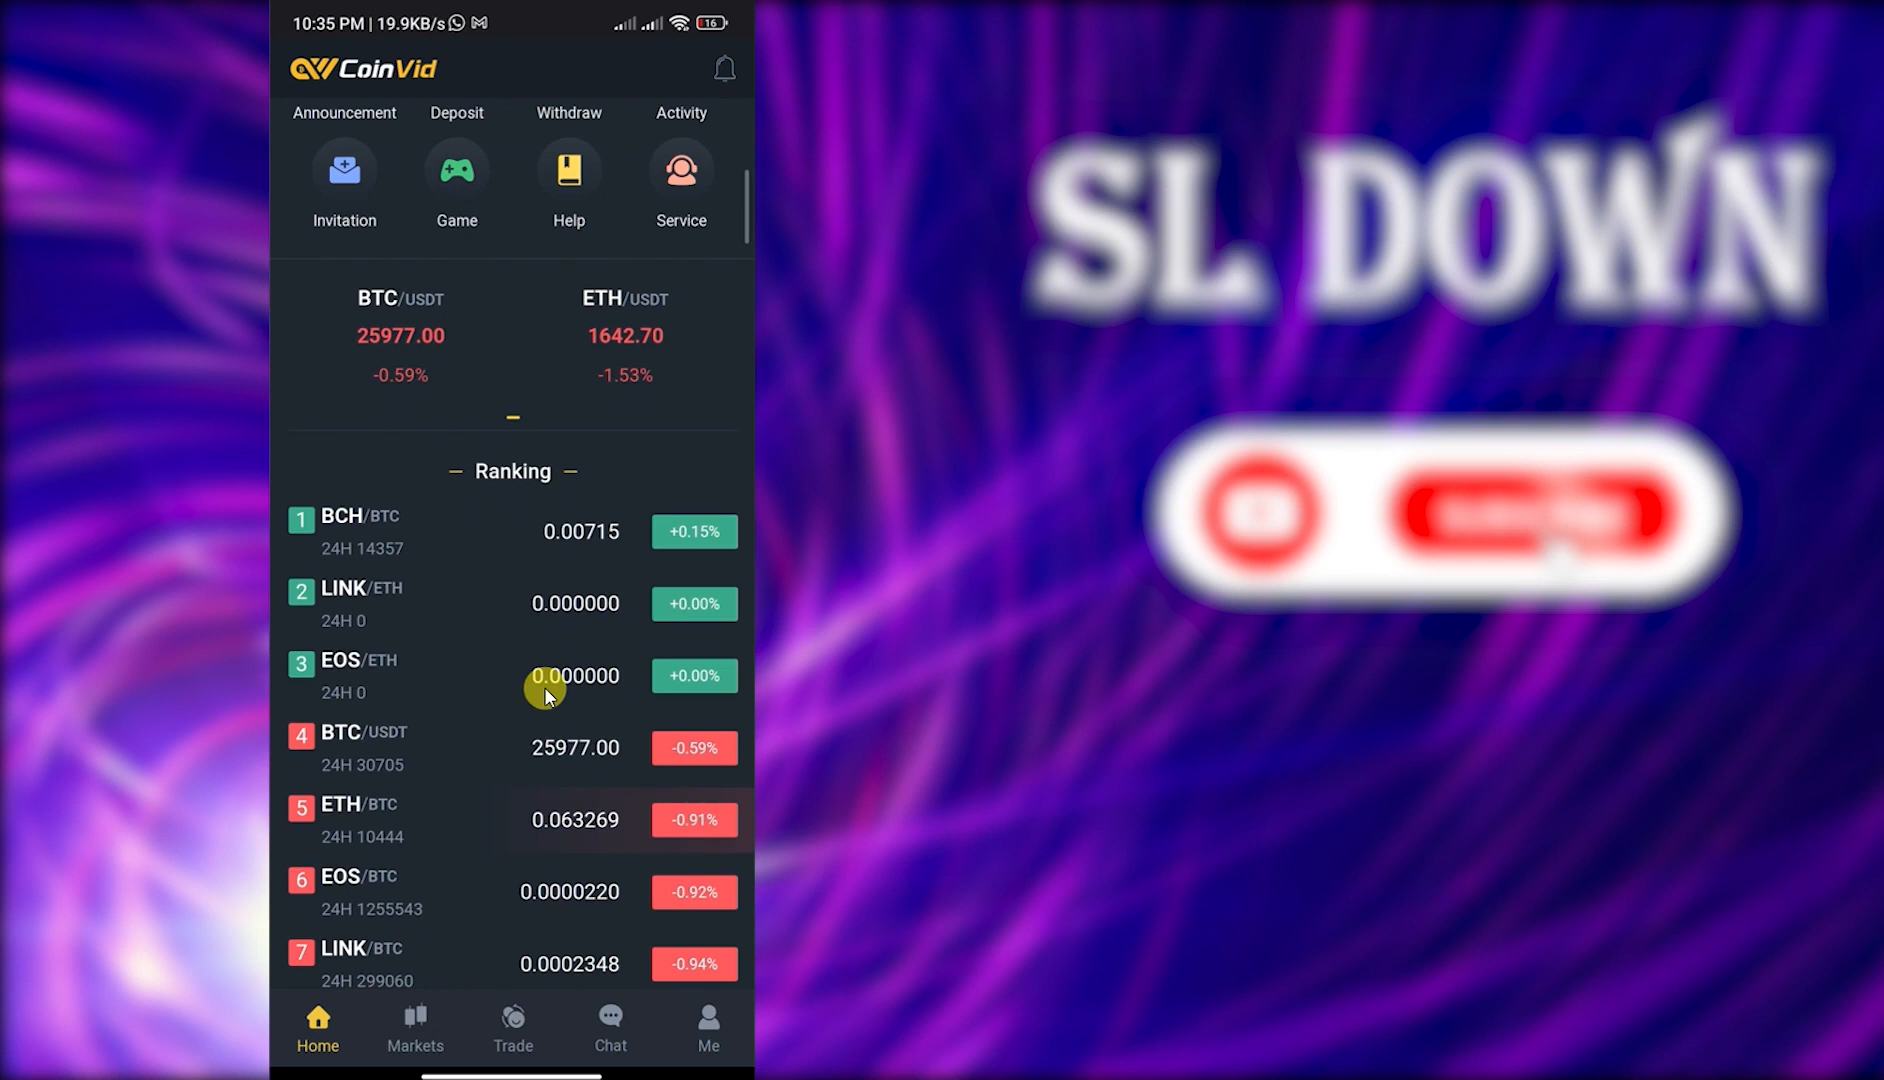 10:35 PM | 19.9KB/s
16
CoinVid
Announcement Deposit Withdraw Activity
Invitation Game Help Service
BTC/USDT ETH/USDT
25977.00 1642.70
-0.59% -1.53%
Ranking
1 BCH/BTC 0.00715 +0.15%
24H 14357
2 LINK/ETH 0.000000 +0.00%
24H 0
3 EOS/ETH 0.000000 +0.00%
24H 0
4 BTC/USDT 25977.00 -0.59%
24H 30705
5 ETH/BTC 0.063269 -0.91%
24H 10444
6 EOS/BTC 0.0000220 -0.92%
24H 1255543
7 LINK/BTC 0.0002348 -0.94%
24H 299060
Home Markets Trade Chat Me
SL DOWN